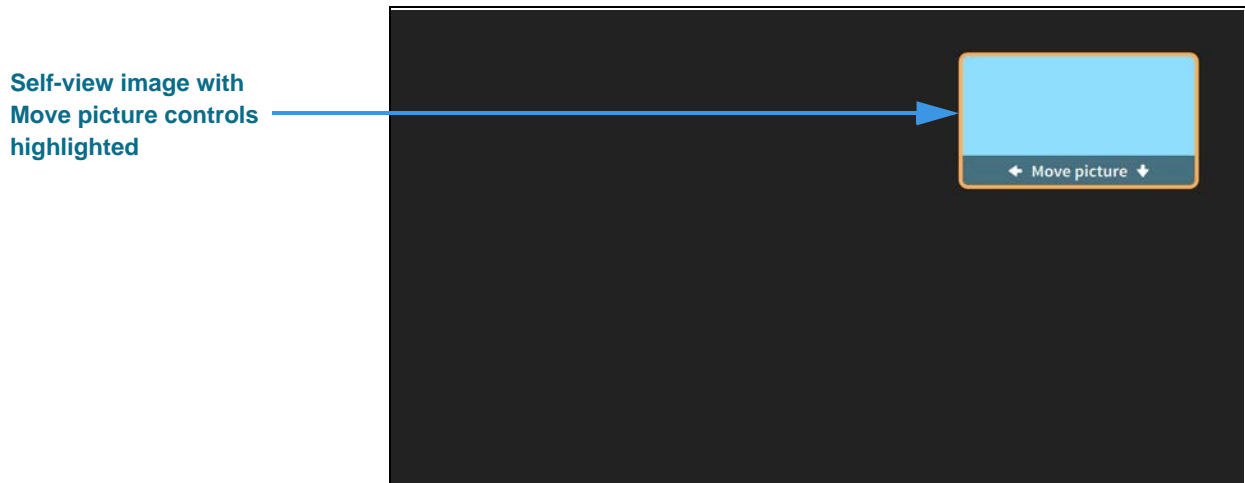 Self-view image with
Move picture controls
highlighted
Move picture